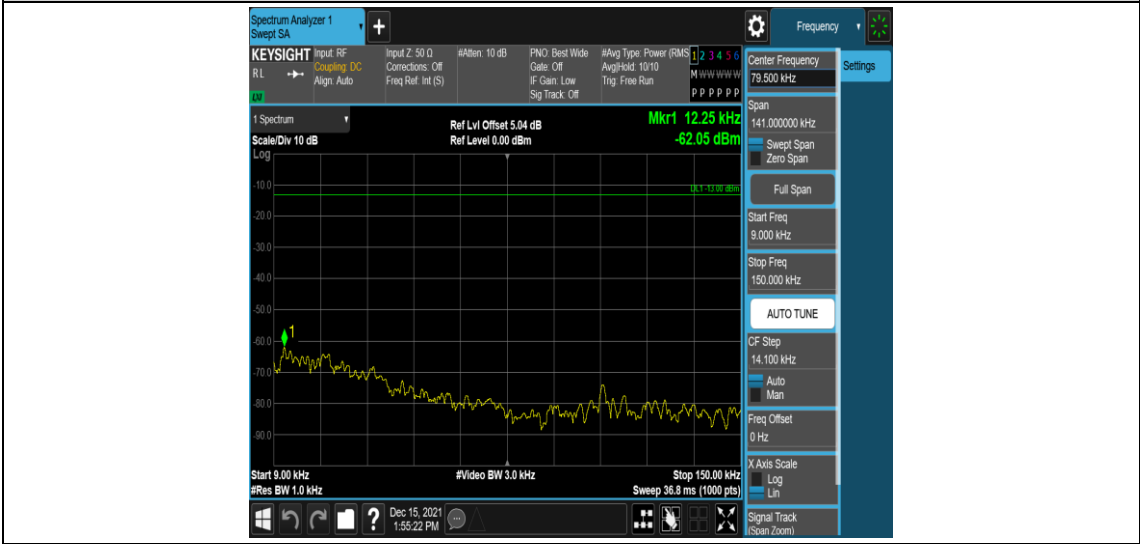 Spectrum Analyzer 1
Swept SA
+
Frequency
KEYSIGHT
RL
Input: RF
Coupling: DC
Align: Auto
Input Z: 50 Ω
Corrections: Off
Freq Ref: Int (S)
#Atten: 10 dB
PNO: Best Wide
Gate: Off
IF Gain: Low
Sig Track: Off
#Avg Type: Power (RMS
Avg|Hold: 10/10
Trig: Free Run
1 2 3 4 5 6
M W W W W W
P P P P P P
1 Spectrum
Scale/Div 10 dB
Log
Ref Lvl Offset 5.04 dB
Ref Level 0.00 dBm
Mkr1 12.25 kHz
-62.05 dBm
DL1 -13.00 dBm
-10.0
-20.0
-30.0
-40.0
-50.0
-60.0
-70.0
-80.0
-90.0
1
Start 9.00 kHz
#Res BW 1.0 kHz
#Video BW 3.0 kHz
Stop 150.00 kHz
Sweep 36.8 ms (1000 pts)
?
Dec 15, 2021
1:55:22 PM
Center Frequency
79.500 kHz
Settings
Span
141.000000 kHz
Swept Span
Zero Span
Full Span
Start Freq
9.000 kHz
Stop Freq
150.000 kHz
AUTO TUNE
CF Step
14.100 kHz
Auto
Man
Freq Offset
0 Hz
X Axis Scale
Log
Lin
Signal Track
(Span Zoom)